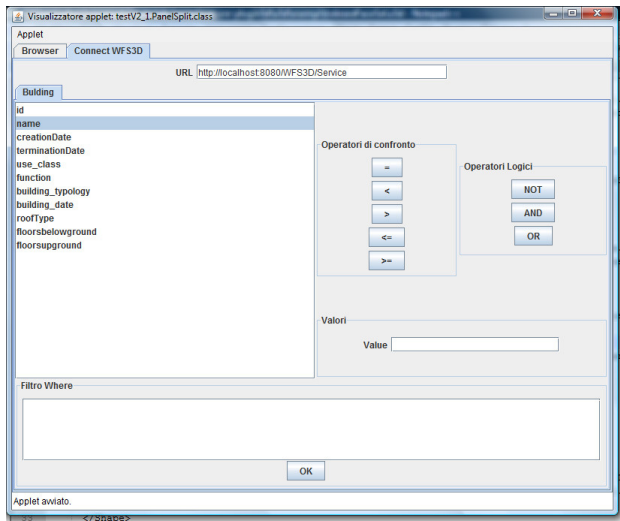 Visualizzatore applet: testV2_1.PanelSplit.class
Applet
Browser Connect WFS3D
URL http://localhost:8080/WFS3D/Service
Bulding
id
name
creationDate
terminationDate
use_class
function
building_typology
building_date
roofType
floorsbelowground
floorsupground
Operatori di confronto
=
<
>
<=
>=
Operatori Logici
NOT
AND
OR
Valori
Value
Filtro Where
OK
Applet avviato.
33 </Shape>